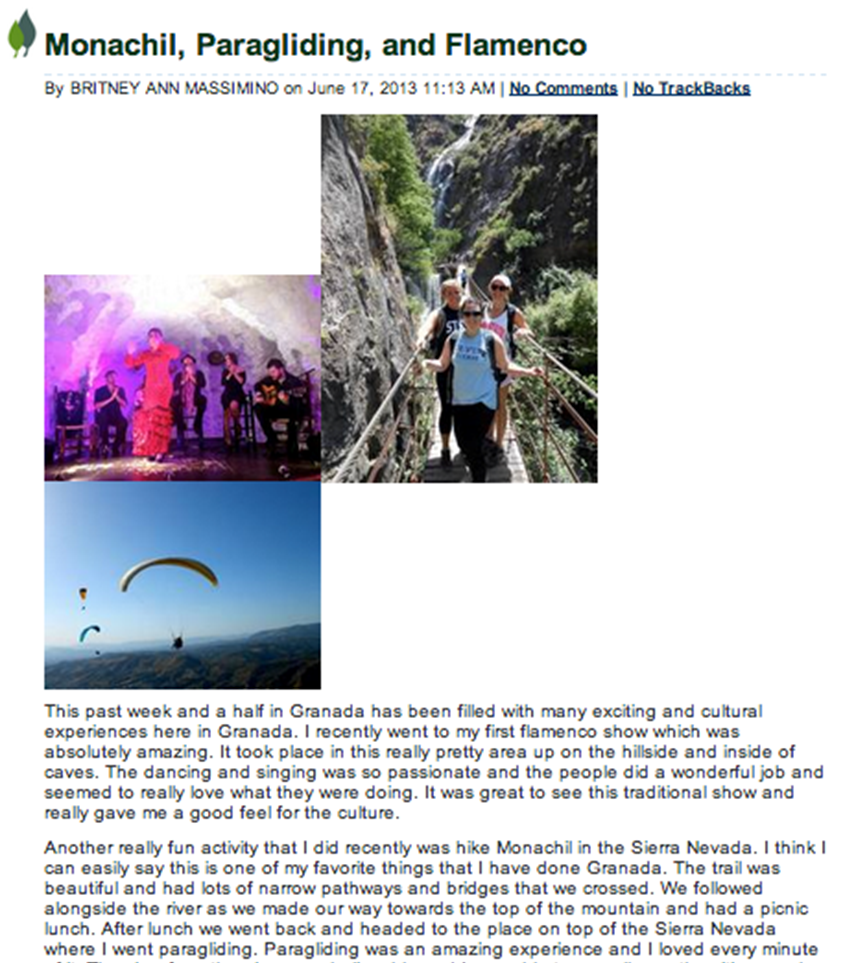 Monachil, Paragliding, and Flamenco
By BRITNEY ANN MASSIMINO on June 17, 2013 11:13 AM | No Comments | No TrackBacks
This past week and a half in Granada has been filled with many exciting and cultural
experiences here in Granada. I recently went to my first flamenco show which was
absolutely amazing. It took place in this really pretty area up on the hillside and inside of
caves. The dancing and singing was so passionate and the people did a wonderful job and
seemed to really love what they were doing. It was great to see this traditional show and
really gave me a good feel for the culture.
Another really fun activity that I did recently was hike Monachil in the Sierra Nevada. I think I
can easily say this is one of my favorite things that I have done Granada. The trail was
beautiful and had lots of narrow pathways and bridges that we crossed. We followed
alongside the river as we made our way towards the top of the mountain and had a picnic
lunch. After lunch we went back and headed to the place on top of the Sierra Nevada
where I went paragliding. Paragliding was an amazing experience and I loved every minute